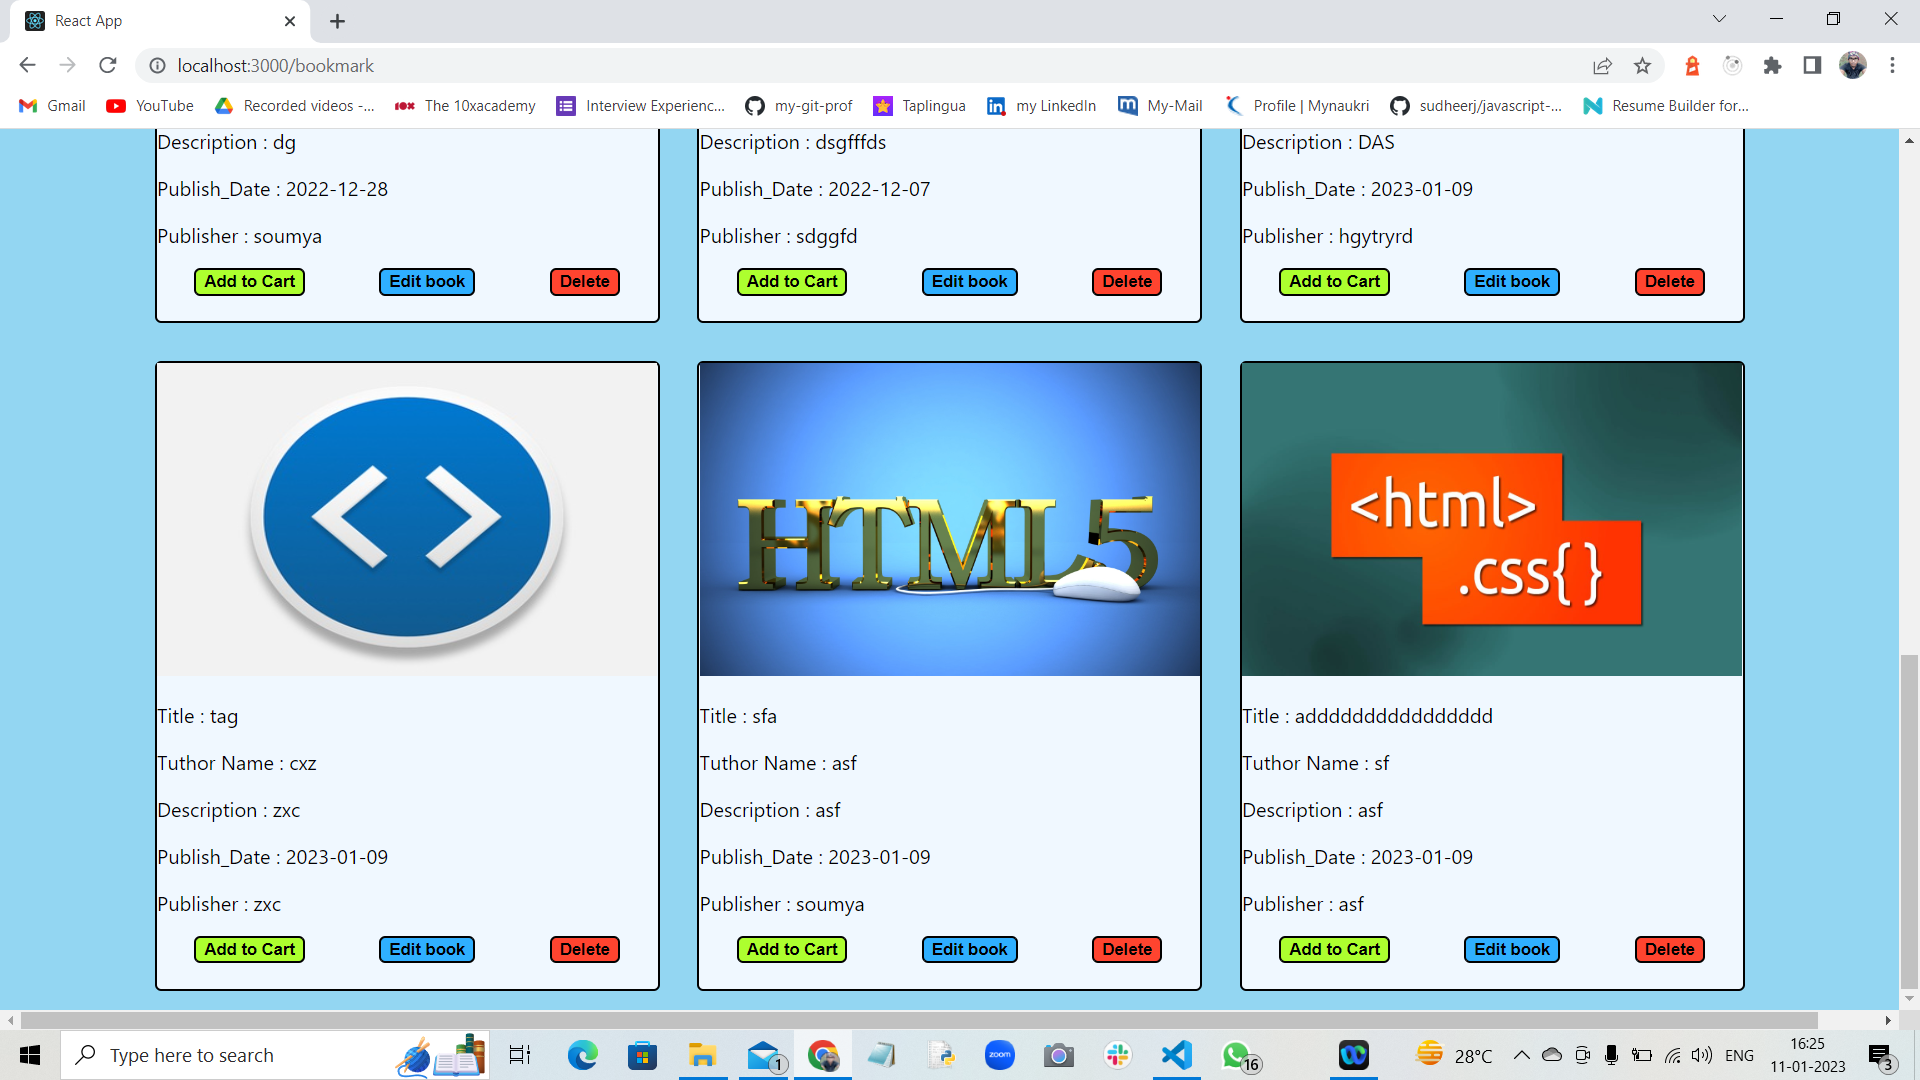 React App
localhost:3000/bookmark
Gmail YouTube Recorded videos -... The 10xacademy Interview Experienc... my-git-prof Taplingua my LinkedIn My-Mail Profile | Mynaukri sudheerj/javascript-... Resume Builder for...
Description : dg
Publish_Date : 2022-12-28
Publisher : soumya
Add to Cart Edit book Delete
Description : dsgfffds
Publish_Date : 2022-12-07
Publisher : sdggfd
Add to Cart Edit book Delete
Description : DAS
Publish_Date : 2023-01-09
Publisher : hgytryrd
Add to Cart Edit book Delete
< >
Title : tag
Tuthor Name : cxz
Description : zxc
Publish_Date : 2023-01-09
Publisher : zxc
Add to Cart Edit book Delete
HTML5
Title : sfa
Tuthor Name : asf
Description : asf
Publish_Date : 2023-01-09
Publisher : soumya
Add to Cart Edit book Delete
<html>
.css{ }
Title : adddddddddddddddd
Tuthor Name : sf
Description : asf
Publish_Date : 2023-01-09
Publisher : asf
Add to Cart Edit book Delete
Type here to search
1
zoom
16
28°C
ENG
16:25
11-01-2023
3